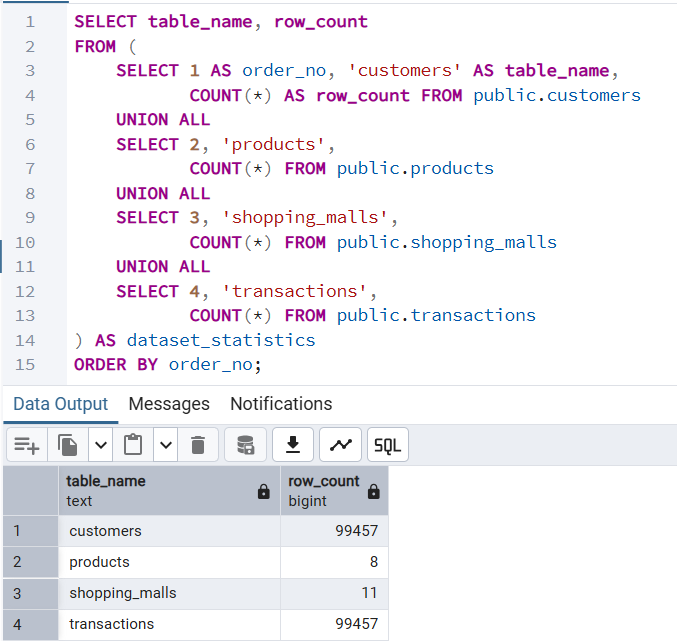 1 SELECT table_name, row_count
2 FROM (
3 SELECT 1 AS order_no, 'customers' AS table_name,
4 COUNT(*) AS row_count FROM public.customers
5 UNION ALL
6 SELECT 2, 'products',
7 COUNT(*) FROM public.products
8 UNION ALL
9 SELECT 3, 'shopping_malls',
10 COUNT(*) FROM public.shopping_malls
11 UNION ALL
12 SELECT 4, 'transactions',
13 COUNT(*) FROM public.transactions
14 ) AS dataset_statistics
15 ORDER BY order_no;
Data Output Messages Notifications
SQL
table_name row_count
text bigint
1 customers 99457
2 products 8
3 shopping_malls 11
4 transactions 99457